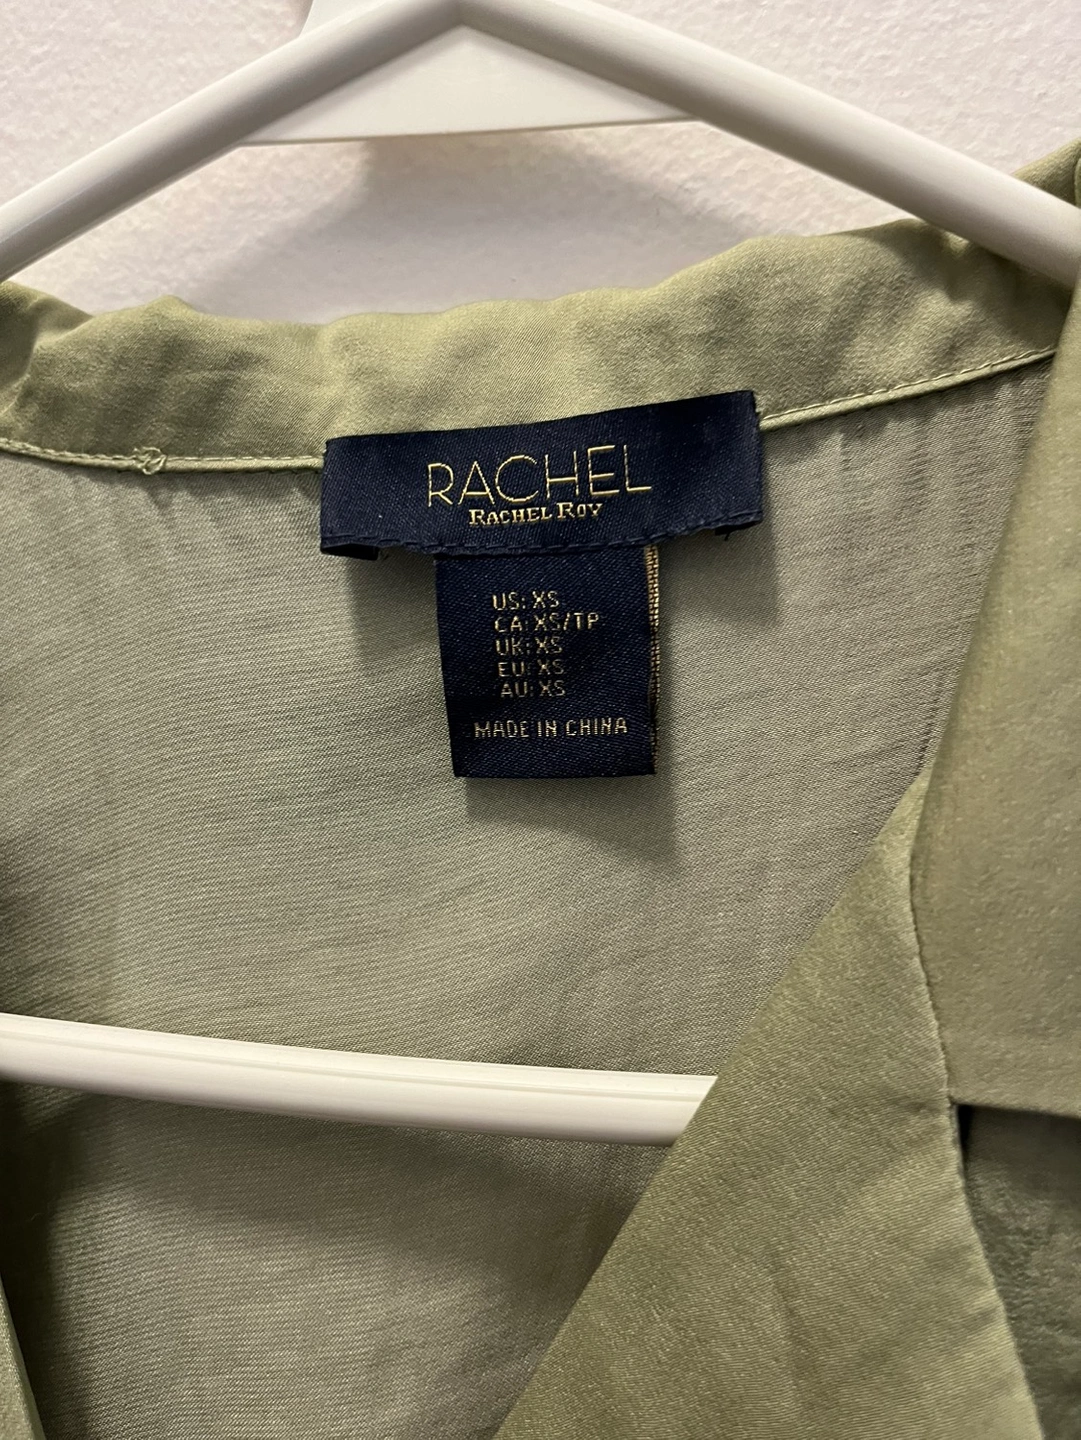 RACHEL
RACHEL ROY
US: XS
CA: XS/TP
UK: XS
EU: XS
AU: XS
MADE IN CHINA